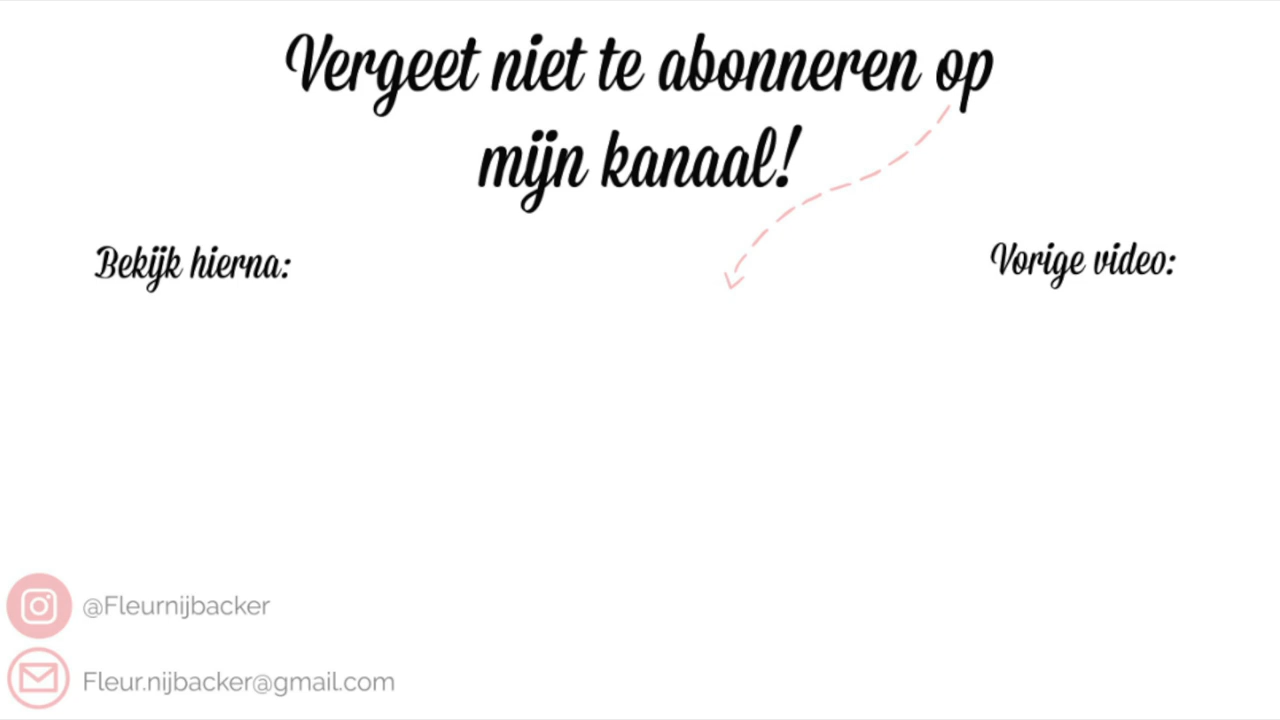 Vergeet niet te abonneren op
mijn kanaal!
Bekijk hierna:
Vorige video:
@Fleurnijbacker
Fleur.nijbacker@gmail.com